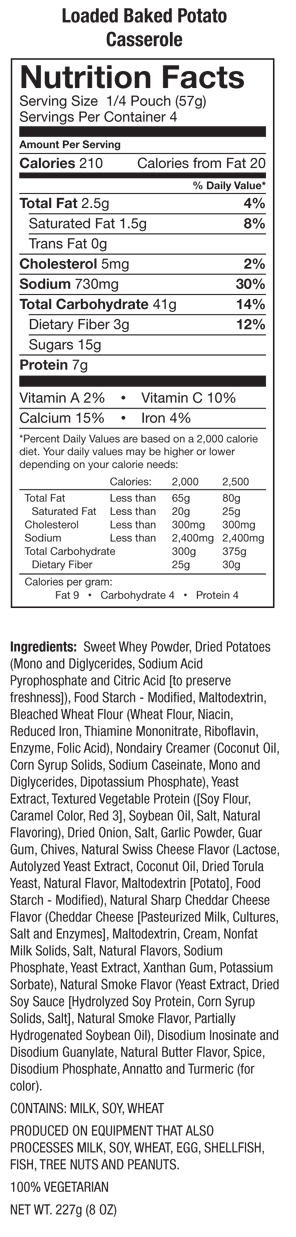 Loaded Baked Potato
Casserole
Nutrition Facts
Serving Size 1/4 Pouch (57g)
Servings Per Container 4
Amount Per Serving
Calories 210 Calories from Fat 20
% Daily Value*
Total Fat 2.5g 4%
Saturated Fat 1.5g 8%
Trans Fat 0g
Cholesterol 5mg 2%
Sodium 730mg 30%
Total Carbohydrate 41g 14%
Dietary Fiber 3g 12%
Sugars 15g
Protein 7g
Vitamin A 2% • Vitamin C 10%
Calcium 15% • Iron 4%
*Percent Daily Values are based on a 2,000 calorie
diet. Your daily values may be higher or lower
depending on your calorie needs:
Calories: 2,000 2,500
Total Fat Less than 65g 80g
Saturated Fat Less than 20g 25g
Cholesterol Less than 300mg 300mg
Sodium Less than 2,400mg 2,400mg
Total Carbohydrate 300g 375g
Dietary Fiber 25g 30g
Calories per gram:
Fat 9 • Carbohydrate 4 • Protein 4
Ingredients: Sweet Whey Powder, Dried Potatoes
(Mono and Diglycerides, Sodium Acid
Pyrophosphate and Citric Acid [to preserve
freshness]), Food Starch - Modified, Maltodextrin,
Bleached Wheat Flour (Wheat Flour, Niacin,
Reduced Iron, Thiamine Mononitrate, Riboflavin,
Enzyme, Folic Acid), Nondairy Creamer (Coconut Oil,
Corn Syrup Solids, Sodium Caseinate, Mono and
Diglycerides, Dipotassium Phosphate), Yeast
Extract, Textured Vegetable Protein ([Soy Flour,
Caramel Color, Red 3], Soybean Oil, Salt, Natural
Flavoring), Dried Onion, Salt, Garlic Powder, Guar
Gum, Chives, Natural Swiss Cheese Flavor (Lactose,
Autolyzed Yeast Extract, Coconut Oil, Dried Torula
Yeast, Natural Flavor, Maltodextrin [Potato], Food
Starch - Modified), Natural Sharp Cheddar Cheese
Flavor (Cheddar Cheese [Pasteurized Milk, Cultures,
Salt and Enzymes], Maltodextrin, Cream, Nonfat
Milk Solids, Salt, Natural Flavors, Sodium
Phosphate, Yeast Extract, Xanthan Gum, Potassium
Sorbate), Natural Smoke Flavor (Yeast Extract, Dried
Soy Sauce [Hydrolyzed Soy Protein, Corn Syrup
Solids, Salt], Natural Smoke Flavor, Partially
Hydrogenated Soybean Oil), Disodium Inosinate and
Disodium Guanylate, Natural Butter Flavor, Spice,
Disodium Phosphate, Annatto and Turmeric (for
color).
CONTAINS: MILK, SOY, WHEAT
PRODUCED ON EQUIPMENT THAT ALSO
PROCESSES MILK, SOY, WHEAT, EGG, SHELLFISH,
FISH, TREE NUTS AND PEANUTS.
100% VEGETARIAN
NET WT. 227g (8 OZ)